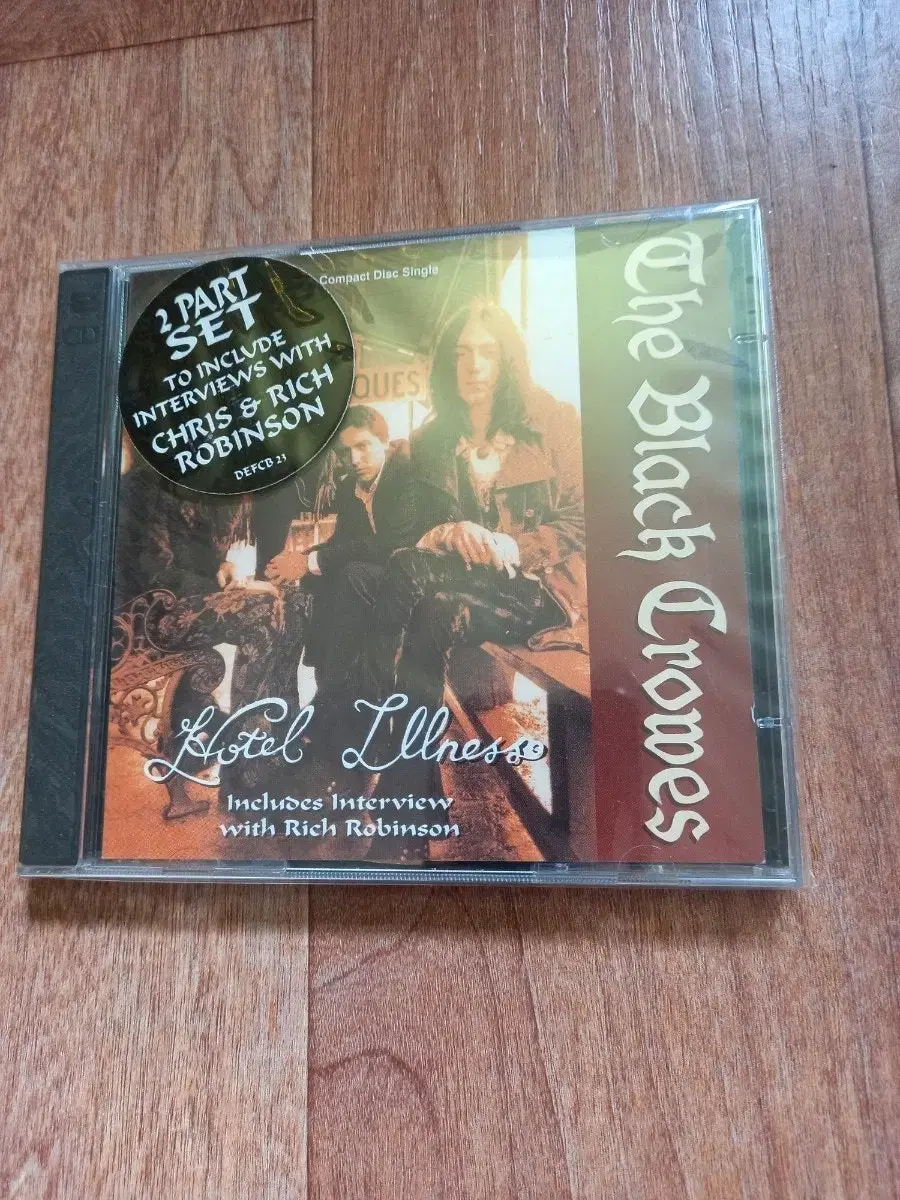 2 PART
SET
TO INCLUDE
INTERVIEWS WITH
CHRIS & RICH
ROBINSON
DEFCB 23
Compact Disc Single
QUES
The Black Crowes
Hotel Illness
Includes Interview
with Rich Robinson